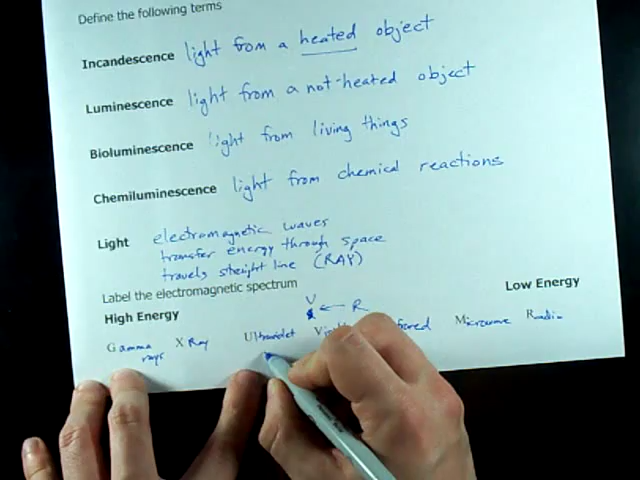 Define the following terms
Incandescence light from a heated object
Luminescence light from a not-heated object
Bioluminescence light from living things
Chemiluminescence light from chemical reactions
Light electromagnetic waves
transfer energy through space
travels streight line (RAY)
Label the electromagnetic spectrum
High Energy Low Energy
V ← R
Gamma rays X Ray Ultraviolet Microwave Radio